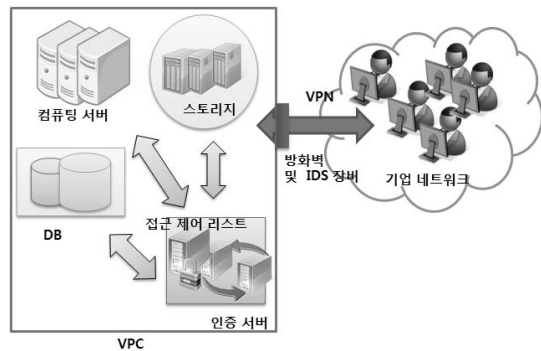 컴퓨팅 서버
스토리지
VPN
방화벽
및 IDS 장버
기업 네트워크
DB
접근 제어 리스트
인증 서버
VPC